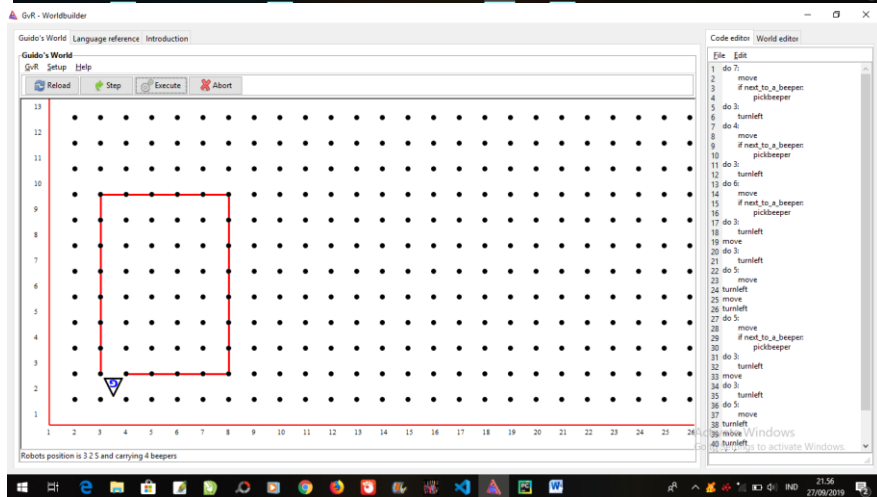 GvR - Worldbuilder
Guido's World Language reference Introduction
Code editor World editor
Guido's World
GvR Setup Help
File Edit
Reload Step Execute Abort
13
12
11
10
9
8
7
6
5
4
3
2
1
1 2 3 4 5 6 7 8 9 10 11 12 13 14 15 16 17 18 19 20 21 22 23 24 25 26
1 do 7:
2 move
3 if next_to_a_beeper:
4 pickbeeper
5 do 3:
6 turnleft
7 do 4:
8 move
9 if next_to_a_beeper:
10 pickbeeper
11 do 3:
12 turnleft
13 do 6:
14 move
15 if next_to_a_beeper:
16 pickbeeper
17 do 3:
18 turnleft
19 move
20 do 3:
21 turnleft
22 do 5:
23 move
24 turnleft
25 move
26 turnleft
27 do 5:
28 move
29 if next_to_a_beeper:
30 pickbeeper
31 do 3:
32 turnleft
33 move
34 do 3:
35 turnleft
36 do 5:
37 move
38 turnleft
39 move
40 turnleft
Windows
to activate Windows.
Robots position is 3 2 S and carrying 4 beepers
IND
21.56
27/09/2019